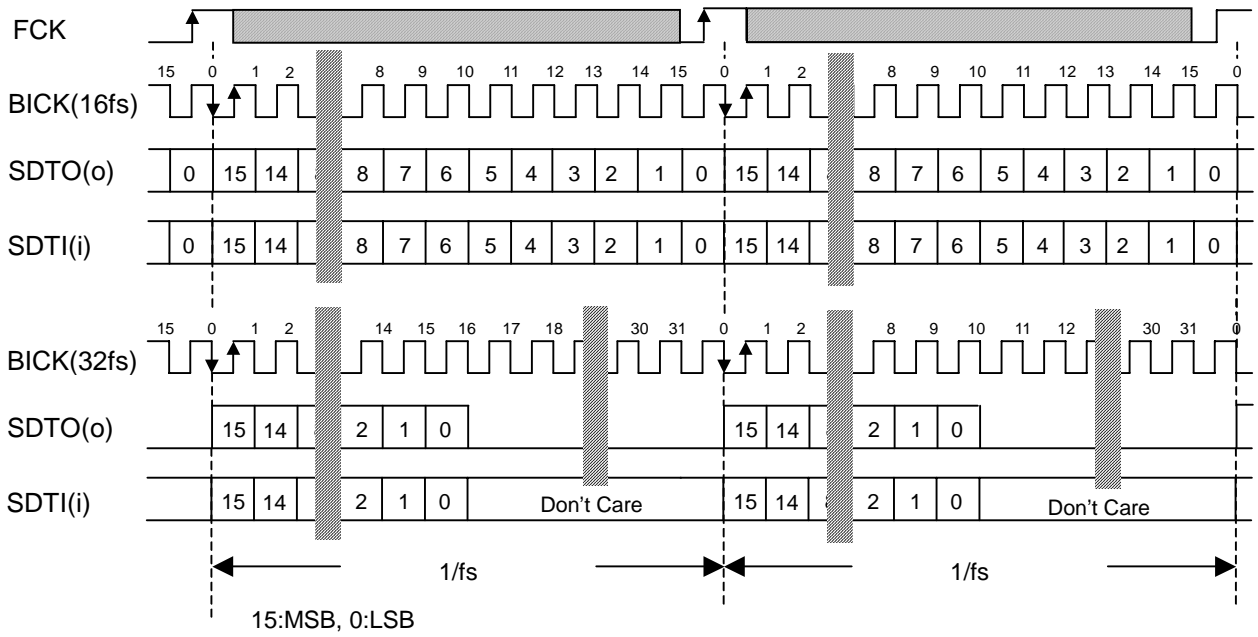 FCK
15 0 1 2 8 9 10 11 12 13 14 15 0 1 2 8 9 10 11 12 13 14 15 0
BICK(16fs)
SDTO(o) 0 15 14 8 7 6 5 4 3 2 1 0 15 14 8 7 6 5 4 3 2 1 0
SDTI(i) 0 15 14 8 7 6 5 4 3 2 1 0 15 14 8 7 6 5 4 3 2 1 0
15 0 1 2 14 15 16 17 18 30 31 0 1 2 8 9 10 11 12 30 31 0
BICK(32fs)
SDTO(o) 15 14 2 1 0 15 14 2 1 0
SDTI(i) 15 14 2 1 0 Don't Care 15 14 2 1 0 Don't Care
1/fs 1/fs
15:MSB, 0:LSB